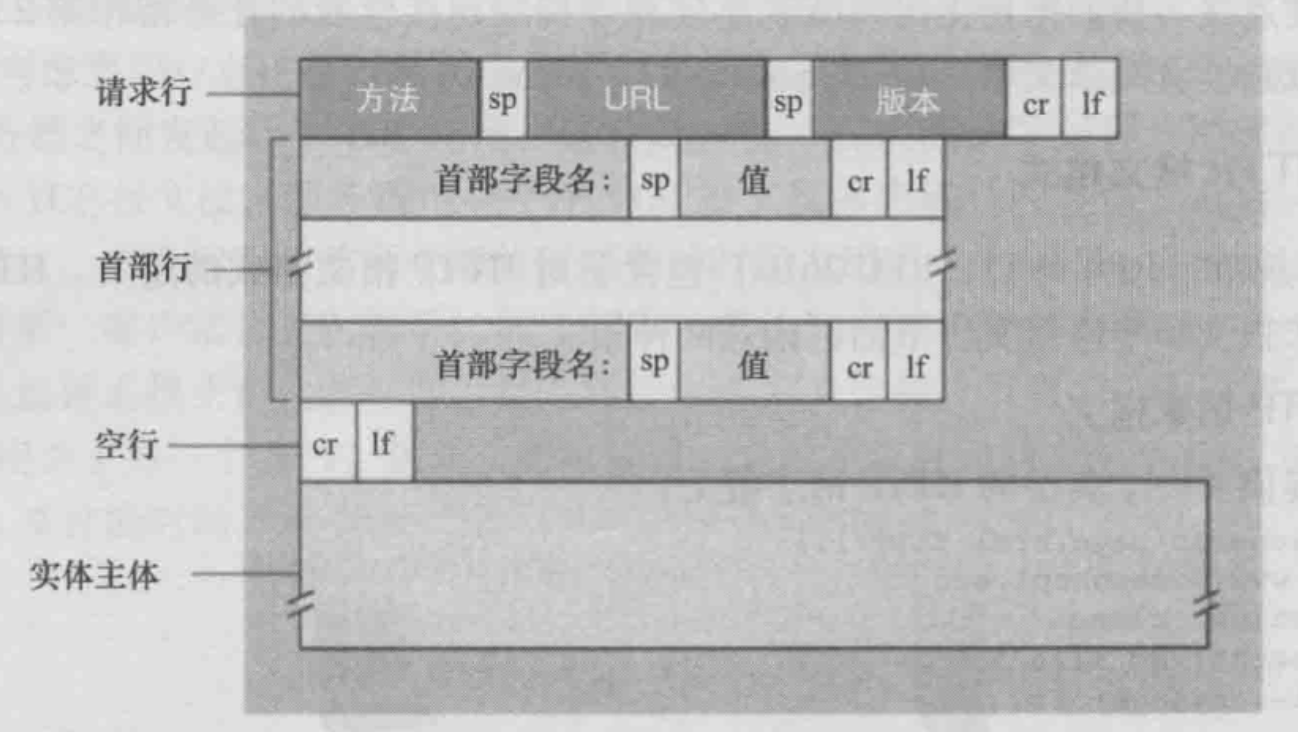 请求行 方法 sp URL sp 版本 cr lf
首部字段名: sp 值 cr lf
首部行
首部字段名: sp 值 cr lf
空行 cr lf
实体主体